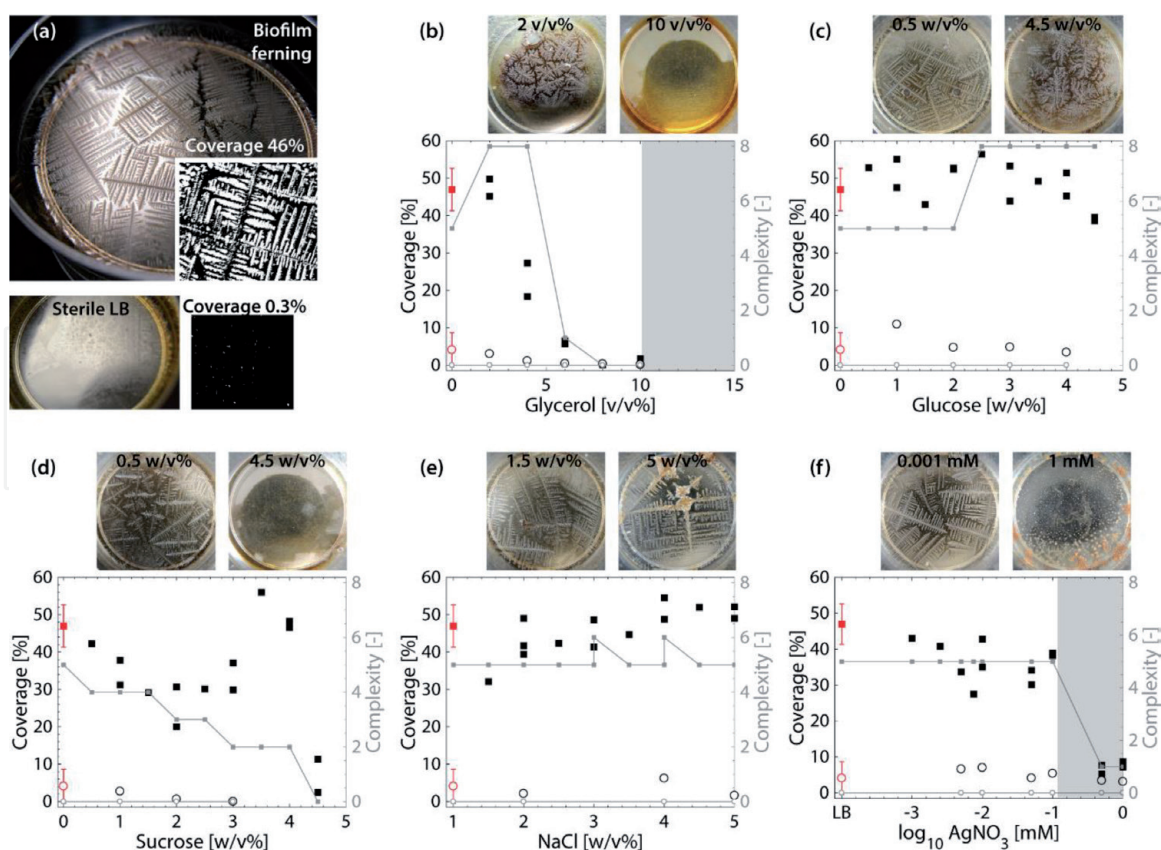 (a)
Biofilm
ferning
Coverage 46%
Sterile LB
Coverage 0.3%
(b)
2 v/v%
10 v/v%
60
50
40
30
20
10
0
Coverage [%]
8
6
4
2
0
Complexity [-]
0
5
10
15
Glycerol [v/v%]
(c)
0.5 w/v%
4.5 w/v%
60
50
40
30
20
10
0
Coverage [%]
8
6
4
2
0
Complexity [-]
0
1
2
3
4
5
Glucose [w/v%]
(d)
0.5 w/v%
4.5 w/v%
60
50
40
30
20
10
0
Coverage [%]
8
6
4
2
0
Complexity [-]
0
1
2
3
4
5
Sucrose [w/v%]
(e)
1.5 w/v%
5 w/v%
60
50
40
30
20
10
0
Coverage [%]
8
6
4
2
0
Complexity [-]
1
2
3
4
5
NaCl [w/v%]
(f)
0.001 mM
1 mM
60
50
40
30
20
10
0
Coverage [%]
8
6
4
2
0
Complexity [-]
LB
-3
-2
-1
0
log₁₀ AgNO₃ [mM]